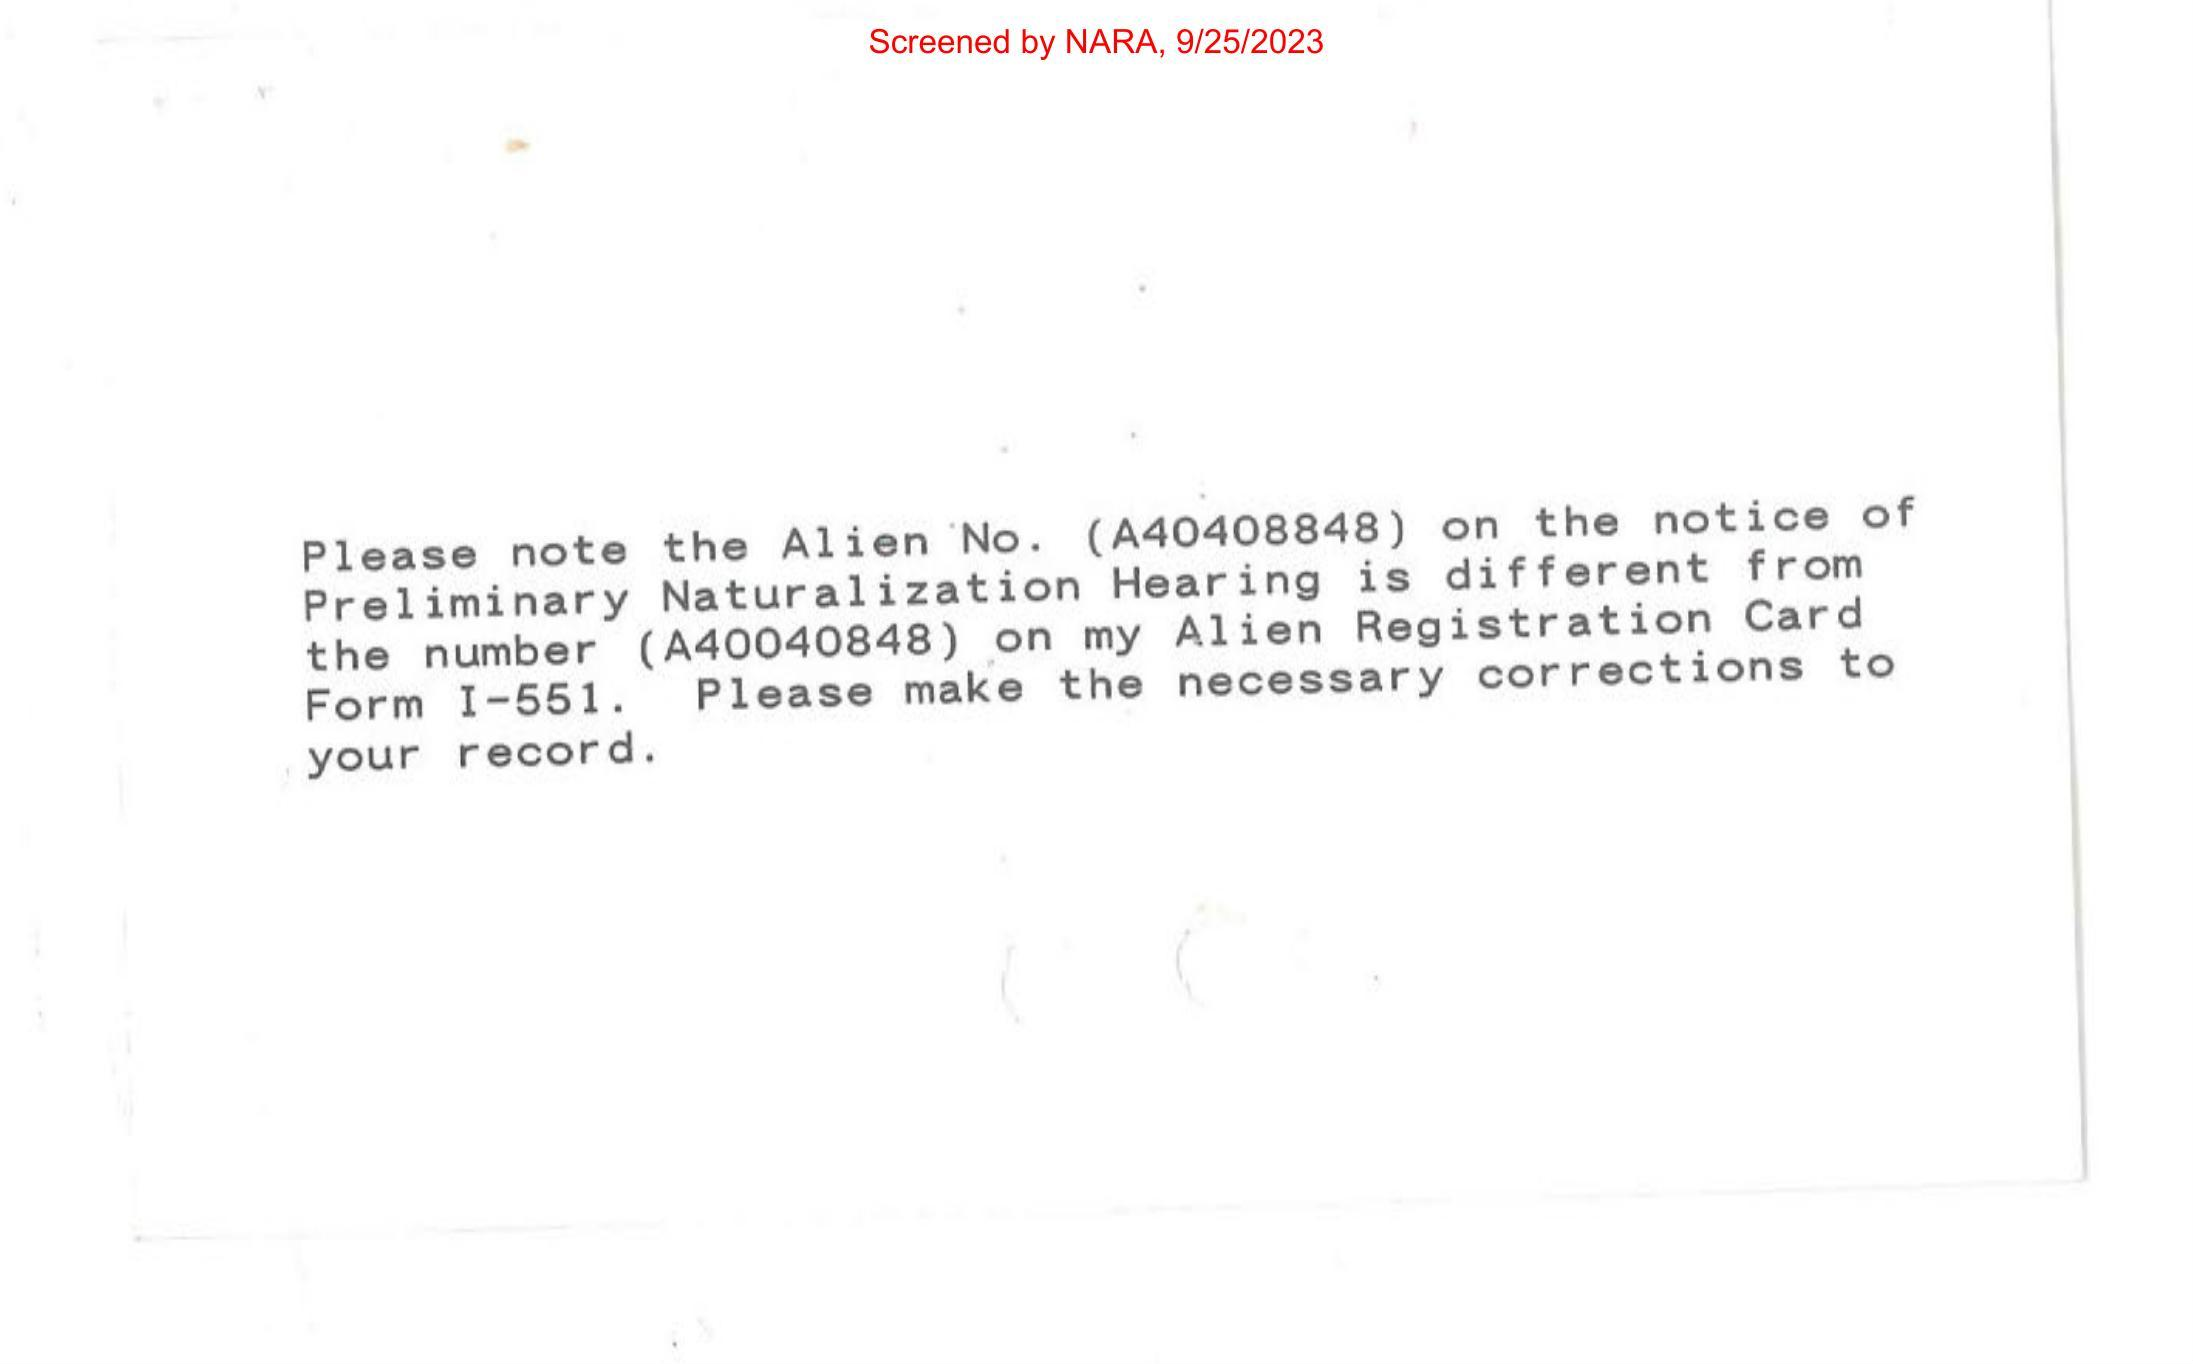 Screened by NARA, 9/25/2023
Please note the Alien No. (A40408848) on the notice of
Preliminary Naturalization Hearing is different from
the number (A40040848) on my Alien Registration Card
Form I-551.  Please make the necessary corrections to
your record.